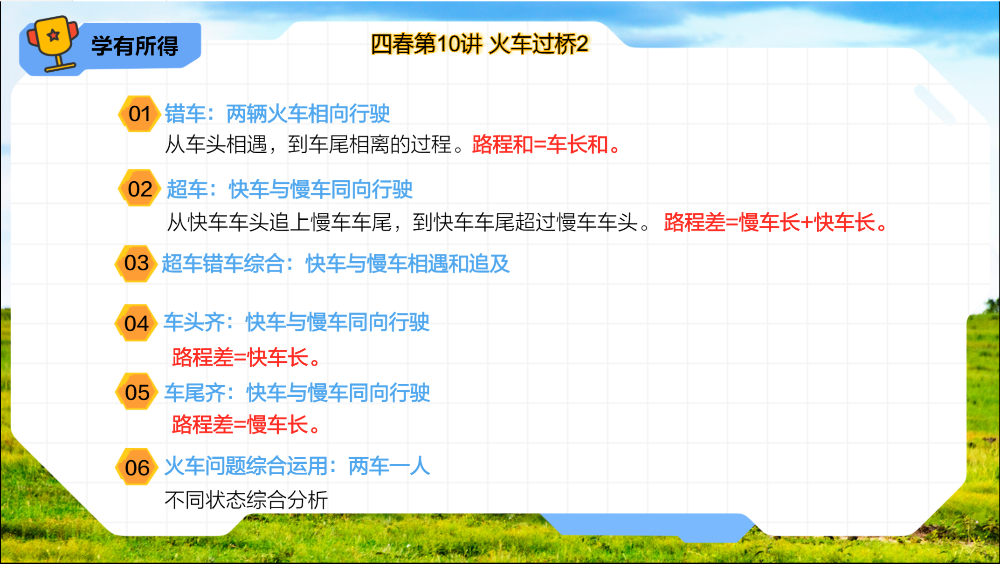 学有所得
四春第10讲 火车过桥2
01 错车：两辆火车相向行驶
从车头相遇，到车尾相离的过程。路程和=车长和。
02 超车：快车与慢车同向行驶
从快车车头追上慢车车尾，到快车车尾超过慢车车头。路程差=慢车长+快车长。
03 超车错车综合：快车与慢车相遇和追及
04 车头齐：快车与慢车同向行驶
路程差=快车长。
05 车尾齐：快车与慢车同向行驶
路程差=慢车长。
06 火车问题综合运用：两车一人
不同状态综合分析